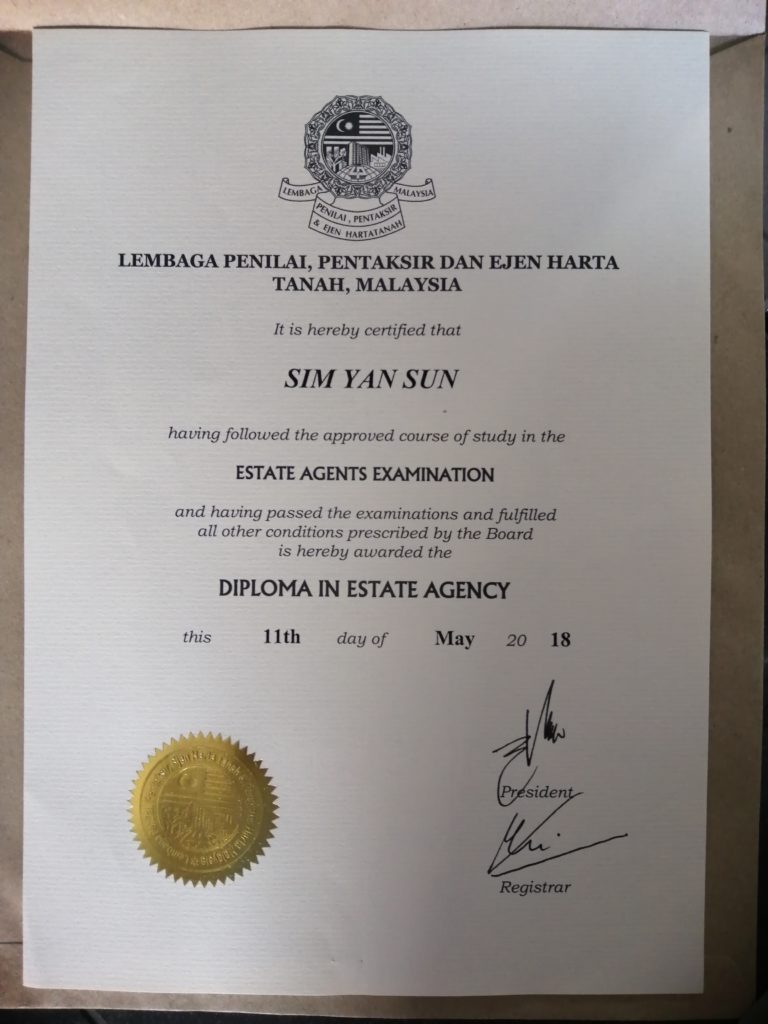 LEMBAGA MALAYSIA
PENILAI, PENTAKSIR
& EJEN HARTATANAH
LEMBAGA PENILAI, PENTAKSIR DAN EJEN HARTA
TANAH, MALAYSIA
It is hereby certified that
SIM YAN SUN
having followed the approved course of study in the
ESTATE AGENTS EXAMINATION
and having passed the examinations and fulfilled
all other conditions prescribed by the Board
is hereby awarded the
DIPLOMA IN ESTATE AGENCY
this 11th day of May 20 18
President
Registrar